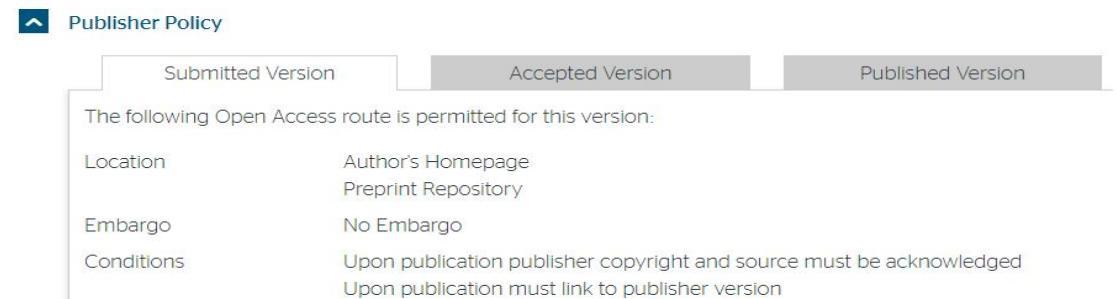 Publisher Policy
Submitted Version Accepted Version Published Version
The following Open Access route is permitted for this version:
Location Author's Homepage
Preprint Repository
Embargo No Embargo
Conditions Upon publication publisher copyright and source must be acknowledged
Upon publication must link to publisher version